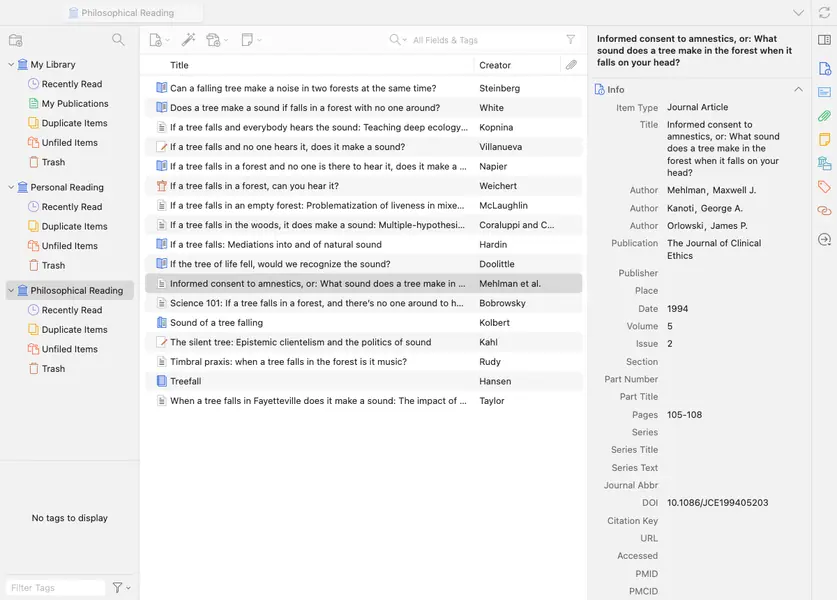 Philosophical Reading
All Fields & Tags
My Library
Recently Read
My Publications
Duplicate Items
Unfiled Items
Trash
Personal Reading
Recently Read
Duplicate Items
Unfiled Items
Trash
Philosophical Reading
Recently Read
Duplicate Items
Unfiled Items
Trash
No tags to display
Filter Tags
Title Creator
Can a falling tree make a noise in two forests at the same time? Steinberg
Does a tree make a sound if falls in a forest with no one around? White
If a tree falls and everybody hears the sound: Teaching deep ecology... Kopnina
If a tree falls and no one hears it, does it make a sound? Villanueva
If a tree falls in a forest and no one is there to hear it, does it make a ... Napier
If a tree falls in a forest, can you hear it? Weichert
If a tree falls in an empty forest: Problematization of liveness in mixe... McLaughlin
If a tree falls in the woods, it does make a sound: Multiple-hypothesi... Coraluppi and C...
If a tree falls: Mediations into and of natural sound Hardin
If the tree of life fell, would we recognize the sound? Doolittle
Informed consent to amnestics, or: What sound does a tree make in ... Mehlman et al.
Science 101: If a tree falls in a forest, and there's no one around to h... Bobrowsky
Sound of a tree falling Kolbert
The silent tree: Epistemic clientelism and the politics of sound Kahl
Timbral praxis: when a tree falls in the forest is it music? Rudy
Treefall Hansen
When a tree falls in Fayetteville does it make a sound: The impact of ... Taylor
Informed consent to amnestics, or: What
sound does a tree make in the forest when it
falls on your head?
Info
Item Type Journal Article
Title Informed consent to
amnestics, or: What sound
does a tree make in the
forest when it falls on your
head?
Author Mehlman, Maxwell J.
Author Kanoti, George A.
Author Orlowski, James P.
Publication The Journal of Clinical
Ethics
Publisher
Place
Date 1994
Volume 5
Issue 2
Section
Part Number
Part Title
Pages 105-108
Series
Series Title
Series Text
Journal Abbr
DOI 10.1086/JCE199405203
Citation Key
URL
Accessed
PMID
PMCID